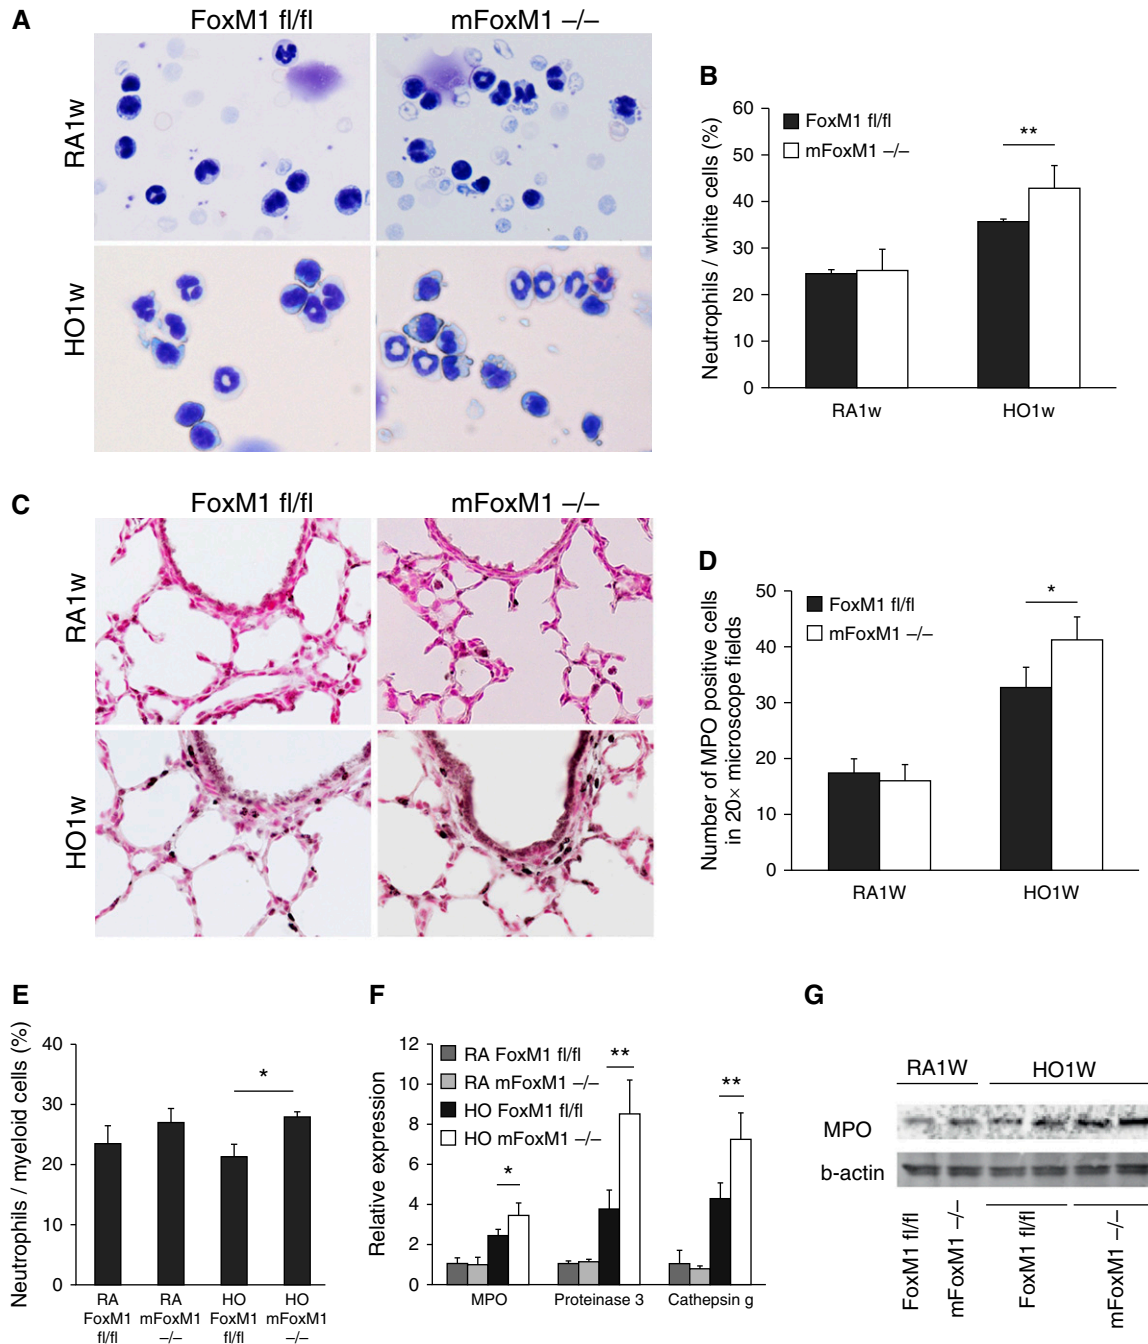 A
FoxM1 fl/fl
mFoxM1 –/–
RA1w
HO1w
B
Neutrophils / white cells (%)
60
50
40
30
20
10
0
FoxM1 fl/fl
mFoxM1 –/–
**
RA1w
HO1w
C
FoxM1 fl/fl
mFoxM1 –/–
RA1w
HO1w
D
Number of MPO positive cells
in 20× microscope fields
50
40
30
20
10
0
FoxM1 fl/fl
mFoxM1 –/–
*
RA1W
HO1W
E
Neutrophils / myeloid cells (%)
40
30
20
10
0
*
RA
FoxM1
fl/fl
RA
mFoxM1
–/–
HO
FoxM1
fl/fl
HO
mFoxM1
–/–
F
Relative expression
12
10
8
6
4
2
0
RA FoxM1 fl/fl
RA mFoxM1 –/–
HO FoxM1 fl/fl
HO mFoxM1 –/–
*
**
**
MPO
Proteinase 3
Cathepsin g
G
RA1W
HO1W
MPO
b-actin
FoxM1 fl/fl
mFoxM1 –/–
FoxM1 fl/fl
mFoxM1 –/–